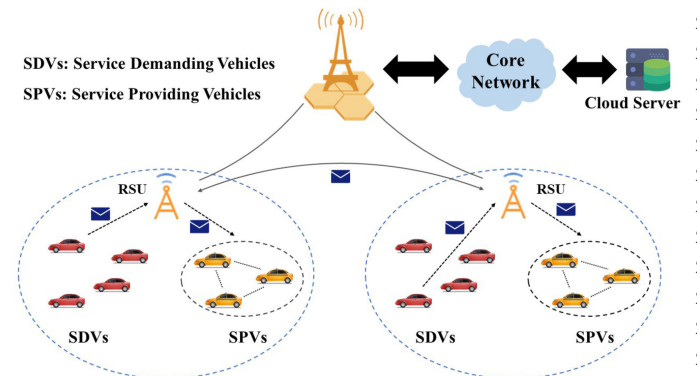 SDVs: Service Demanding Vehicles
SPVs: Service Providing Vehicles
Core
Network
Cloud Server
RSU
RSU
SDVs
SPVs
SDVs
SPVs